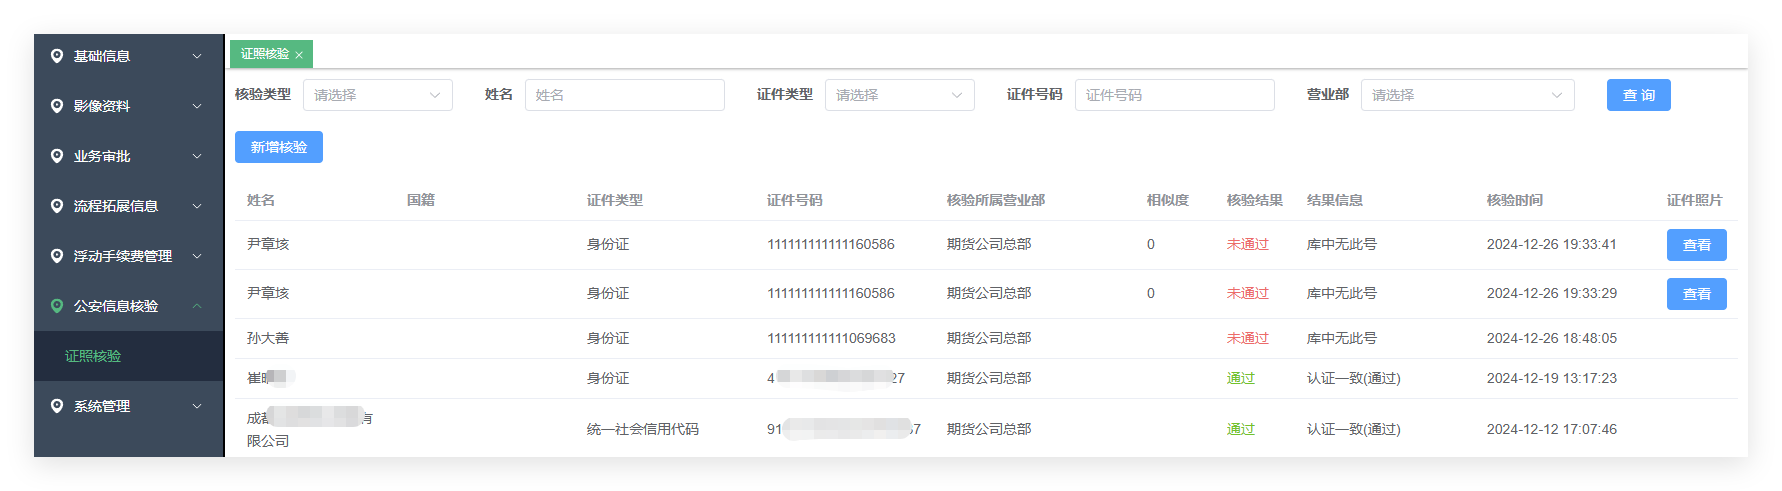 基础信息
影像资料
业务审批
流程拓展信息
浮动手续费管理
公安信息核验
证照核验
系统管理
证照核验 ×
核验类型 请选择 姓名 姓名 证件类型 请选择 证件号码 证件号码 营业部 请选择 查 询
新增核验
姓名 国籍 证件类型 证件号码 核验所属营业部 相似度 核验结果 结果信息 核验时间 证件照片
尹章垓 身份证 111111111111160586 期货公司总部 0 未通过 库中无此号 2024-12-26 19:33:41 查看
尹章垓 身份证 111111111111160586 期货公司总部 0 未通过 库中无此号 2024-12-26 19:33:29 查看
孙大善 身份证 111111111111069683 期货公司总部 未通过 库中无此号 2024-12-26 18:48:05
崔 身份证 4 27 期货公司总部 通过 认证一致(通过) 2024-12-19 13:17:23
成 有
限公司 统一社会信用代码 91 7 期货公司总部 通过 认证一致(通过) 2024-12-12 17:07:46